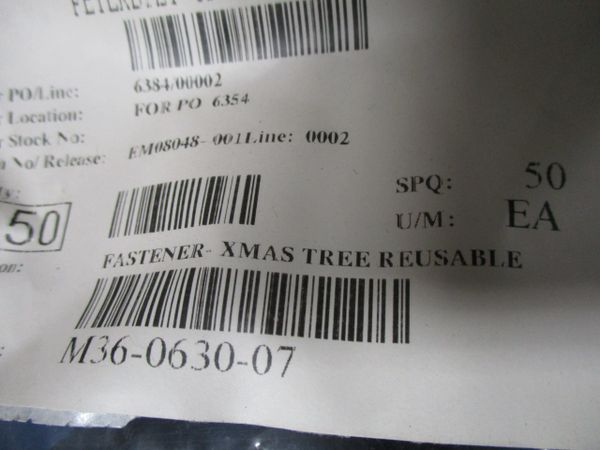 PO/Line: 6384/00002
Location: FOR PO 6354
Stock No:
No/ Release: EM08048-001Line: 0002
50
SPQ: 50
U/M: EA
FASTENER- XMAS TREE REUSABLE
M36-0630-07